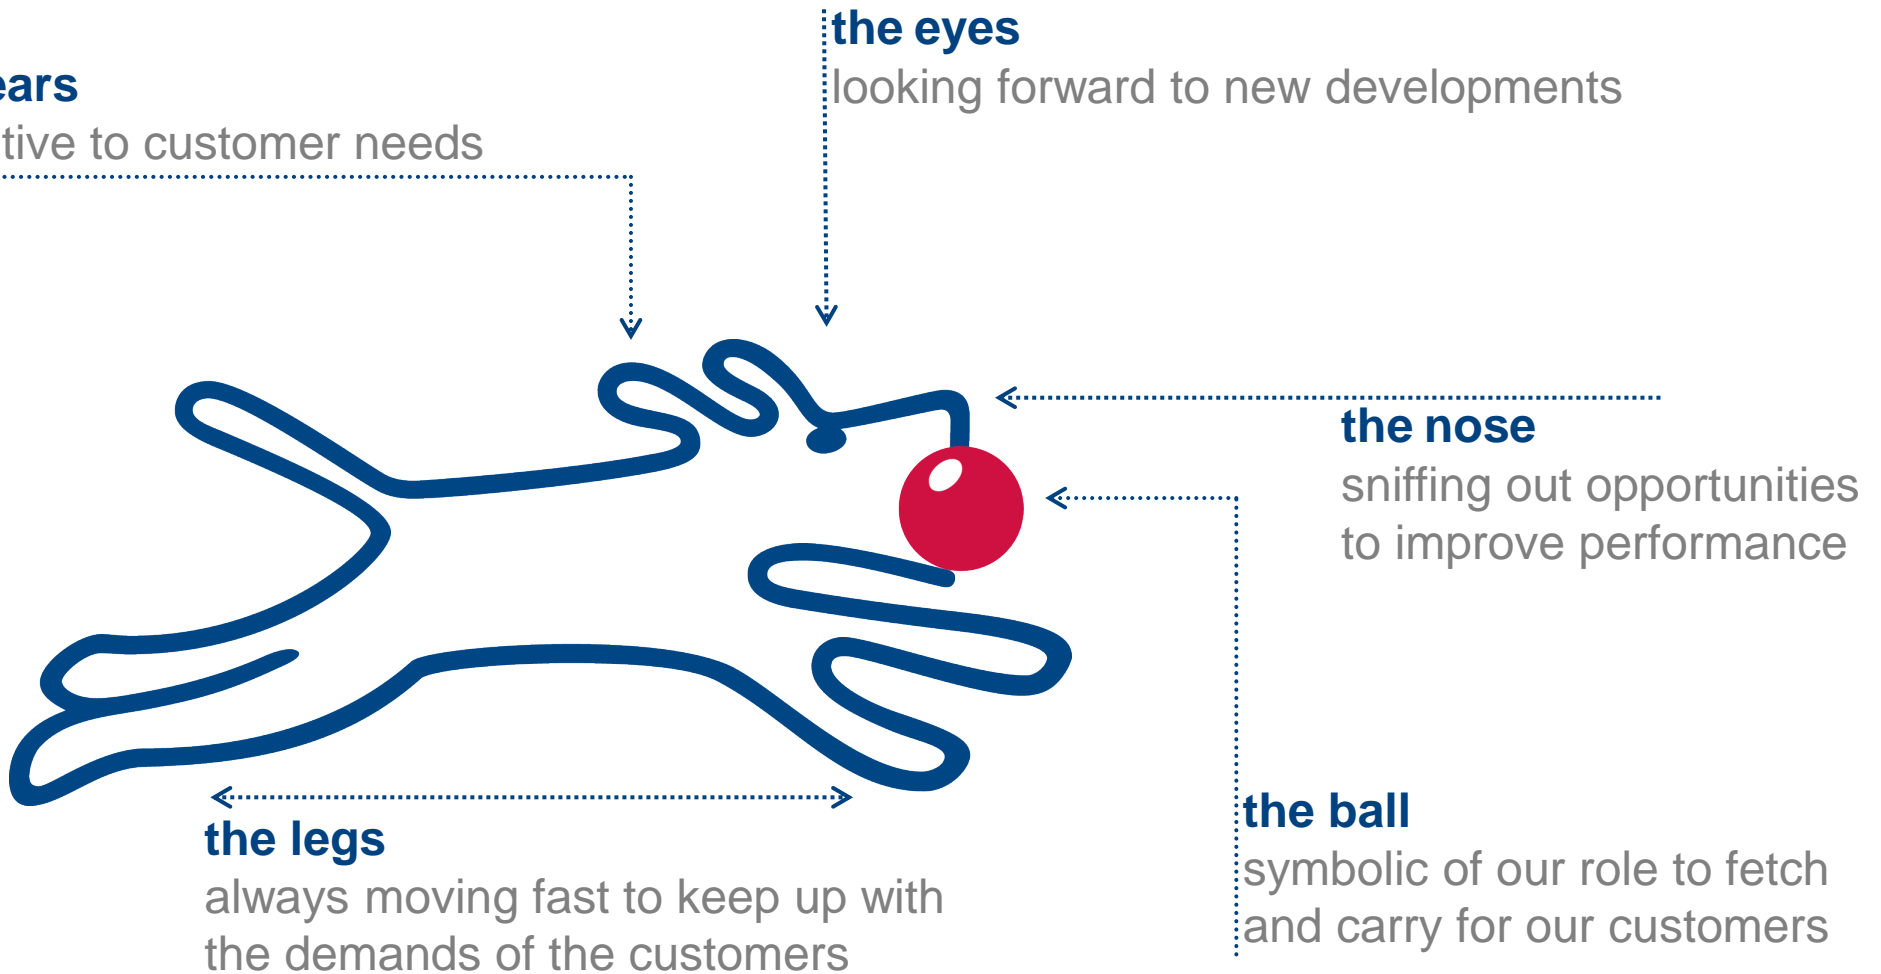 the eyes
looking forward to new developments
ears
tive to customer needs
the nose
sniffing out opportunities
to improve performance
the ball
symbolic of our role to fetch
and carry for our customers
the legs
always moving fast to keep up with
the demands of the customers